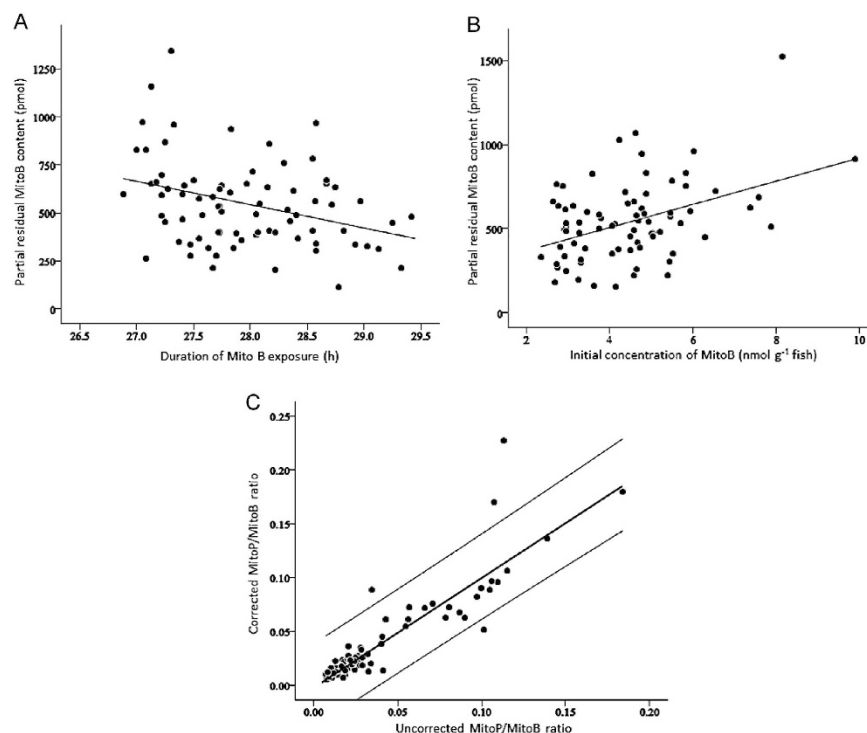 A
Partial residual MitoB content (pmol)
1250
1000
750
500
250
0
26.5 27.0 27.5 28.0 28.5 29.0 29.5
Duration of Mito B exposure (h)
B
Partial residual MitoB content (pmol)
1500
1000
500
0
2 4 6 8 10
Initial concentration of MitoB (nmol g⁻¹ fish)
C
Corrected MitoP/MitoB ratio
0.25
0.20
0.15
0.10
0.05
0.00
0.00 0.05 0.10 0.15 0.20
Uncorrected MitoP/MitoB ratio